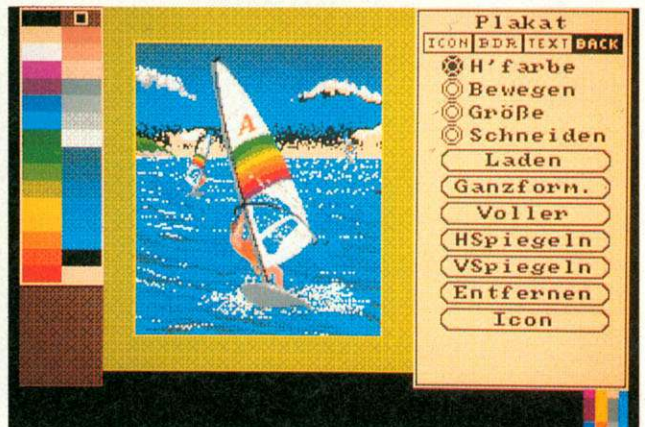 Plakat
ICON BDR TEXT BACK
H'farbe
Bewegen
Größe
Schneiden
Laden
Ganzform.
Voller
HSpiegeln
VSpiegeln
Entfernen
Icon
A